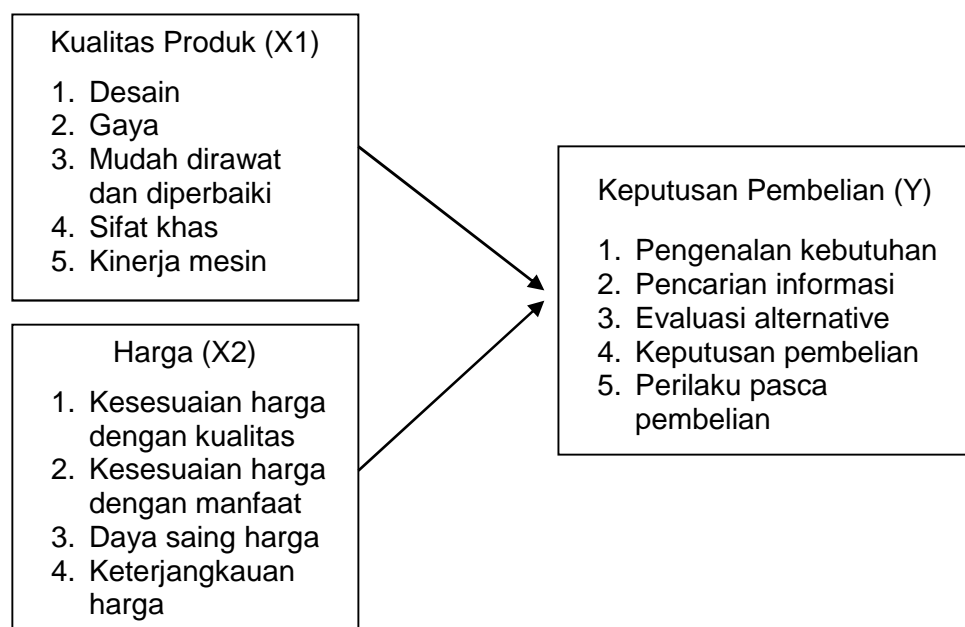 Kualitas Produk (X1)
1. Desain
2. Gaya
3. Mudah dirawat
dan diperbaiki
4. Sifat khas
5. Kinerja mesin
Harga (X2)
1. Kesesuaian harga
dengan kualitas
2. Kesesuaian harga
dengan manfaat
3. Daya saing harga
4. Keterjangkauan
harga
Keputusan Pembelian (Y)
1. Pengenalan kebutuhan
2. Pencarian informasi
3. Evaluasi alternative
4. Keputusan pembelian
5. Perilaku pasca
pembelian